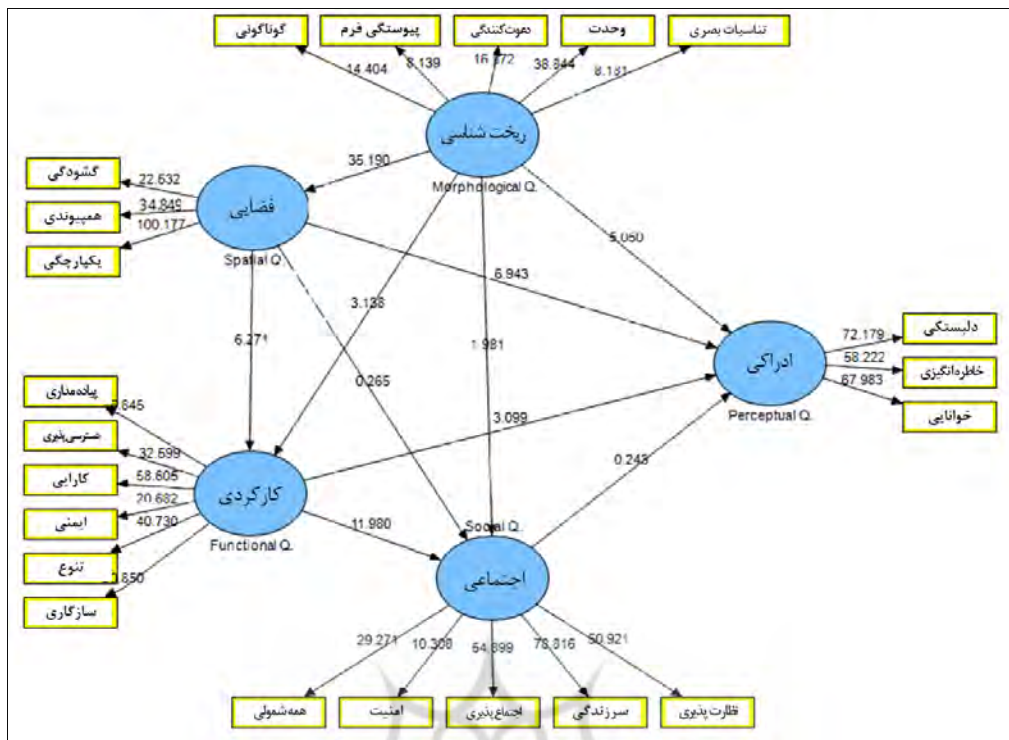 گوناگونی
پیوستگی فرم
دعوت‌کنندگی
وحدت
تناسبات بصری
14.404
8.139
38.844
8.181
ریخت شناسی
Morphological Q.
35.190
گشودگی
همپیوندی
یکپارچگی
22.632
34.849
100.177
فضایی
Spatial Q.
5.060
6.943
3.138
1.981
6.271
0.265
3.099
0.243
11.980
ادراکی
Perceptual Q.
72.179
58.222
67.983
دلبستگی
خاطره‌انگیزی
خوانایی
پیاده‌مداری
دسترسی‌پذیری
کارایی
ایمنی
تنوع
سازگاری
32.599
58.605
20.682
40.730
کارکردی
Functional Q.
Social Q.
اجتماعی
29.271
10.308
54.899
78.816
50.921
همه شمولی
امنیت
اجتماع‌پذیری
سرزندگی
نظارت پذیری